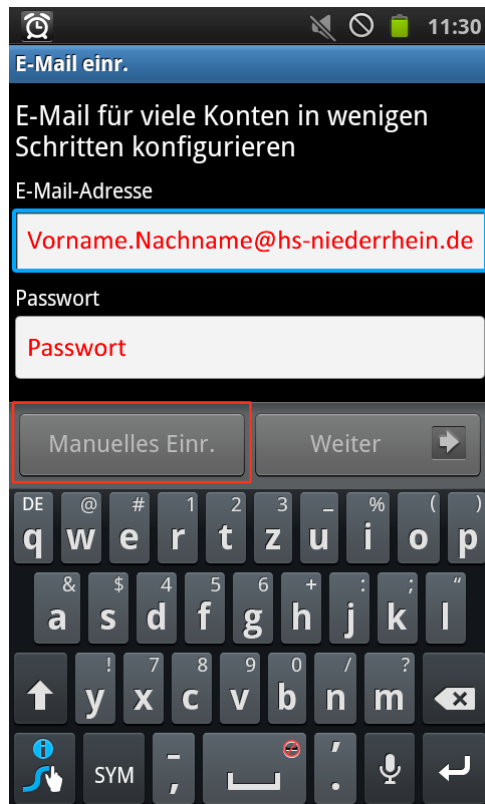 11:30
E-Mail einr.
E-Mail für viele Konten in wenigen
Schritten konfigurieren
E-Mail-Adresse
Vorname.Nachname@hs-niederrhein.de
Passwort
Passwort
Manuelles Einr. Weiter
DE @ # 1 2 3 _ % ( )
q w e r t z u i o p
& $ 4 5 6 + : ; "
a s d f g h j k l
! 7 8 9 0 / ?
y x c v b n m
SYM - , ' .